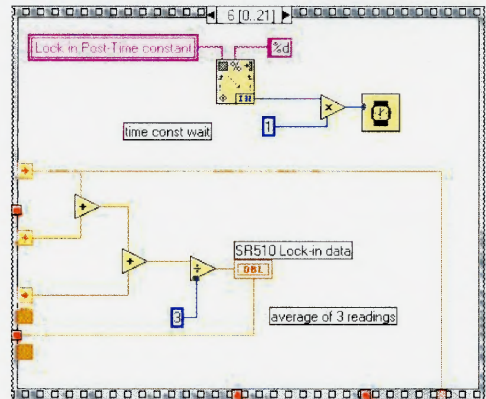 6 [0..21]
Lock in Post-Time constant
%d
%
1
×
time const wait
+
+
÷
SR510 Lock-in data
DBL
3
average of 3 readings